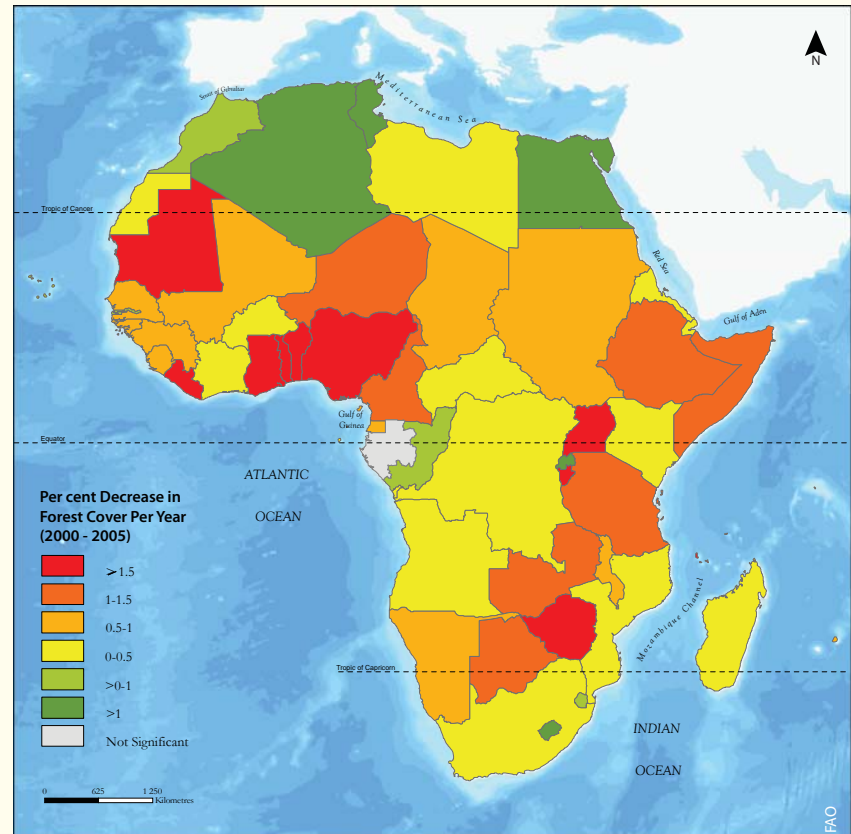 N
Strait of Gibraltar
Mediterranean Sea
Tropic of Cancer
Red Sea
Gulf of Aden
Gulf of
Guinea
Equator
ATLANTIC
OCEAN
Per cent Decrease in
Forest Cover Per Year
(2000 - 2005)
>1.5
1-1.5
0.5-1
0-0.5
>0-1
>1
Not Significant
Mozambique Channel
Tropic of Capricorn
INDIAN
OCEAN
0 625 1 250
Kilometres
FAO